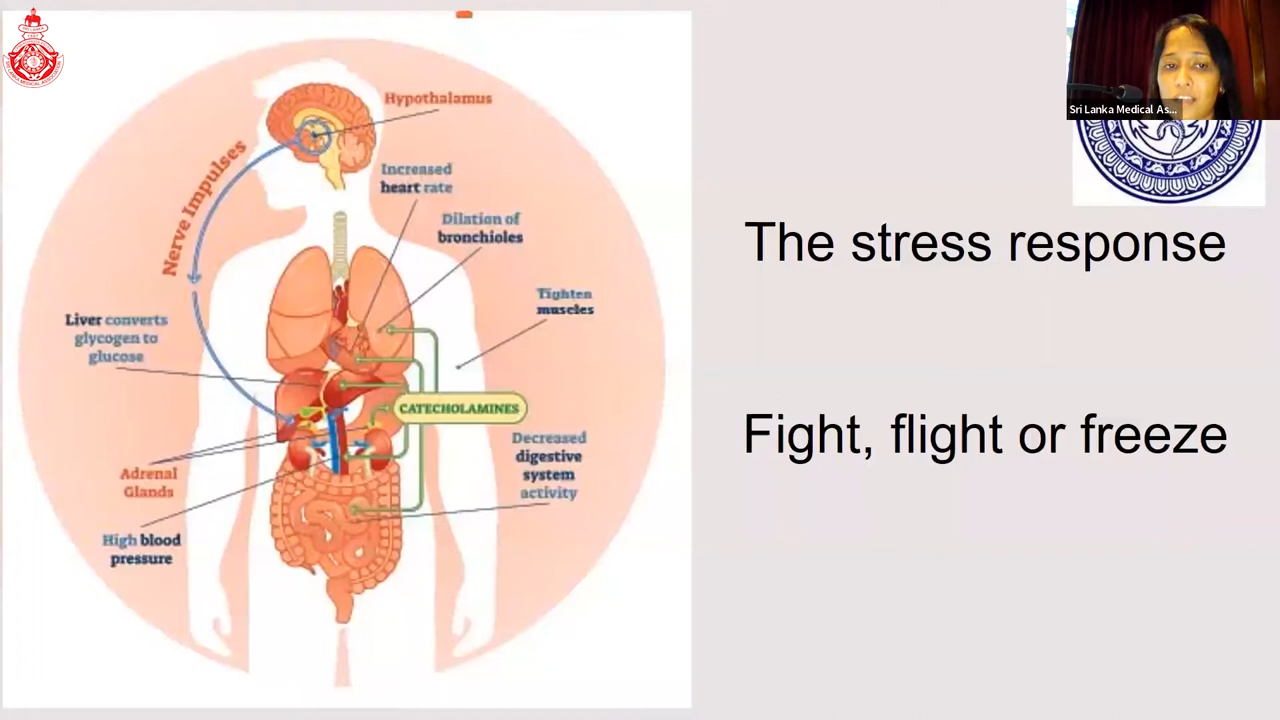 Sri Lanka Medical As...
Hypothalamus
Nerve Impulses
Increased
heart rate
Dilation of
bronchioles
Tighten
muscles
Liver converts
glycogen to
glucose
CATECHOLAMINES
Decreased
digestive
system
activity
Adrenal
Glands
High blood
pressure
The stress response
Fight, flight or freeze